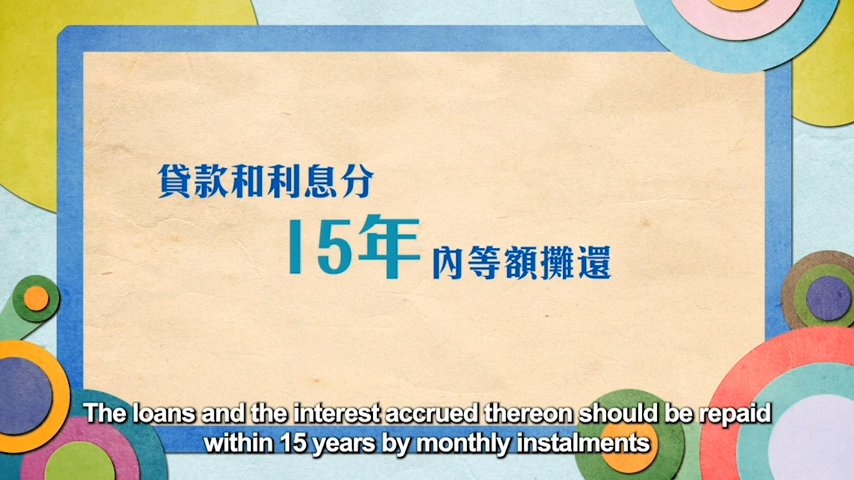 貸款和利息分
15年內等額攤還
The loans and the interest accrued thereon should be repaid
within 15 years by monthly instalments